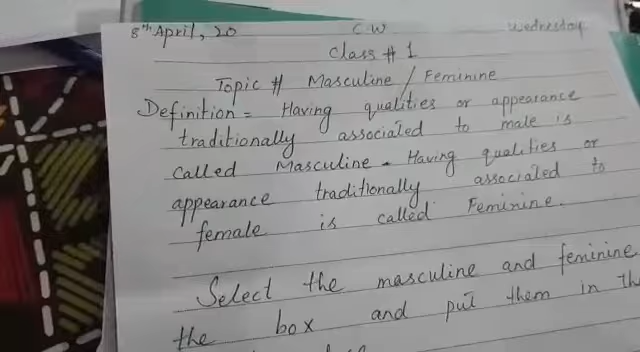 8th April, 20 C W Wednesday
Class # 1
Topic # Masculine / Feminine
Definition = Having qualities or appearance
traditionally associated to male is
called Masculine - Having qualities or
appearance traditionally associated to
female is called Feminine.
Select the masculine and feminine
the box and put them in the